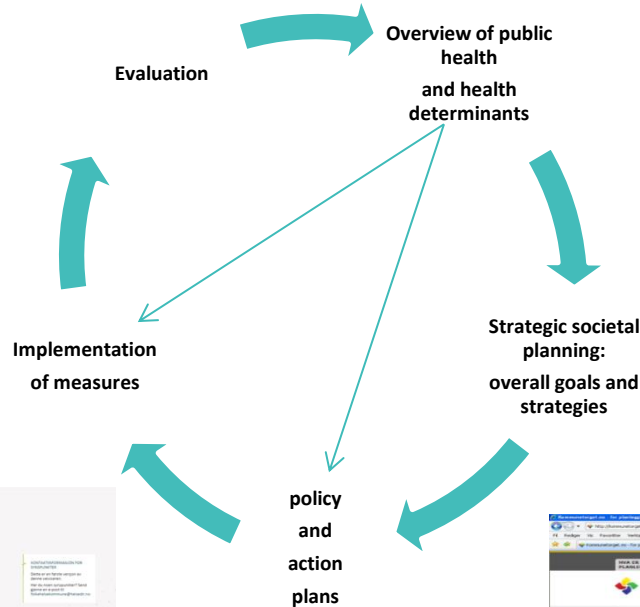 Overview of public
health
and health
determinants
Evaluation
Strategic societal
planning:
overall goals and
strategies
Implementation
of measures
policy
and
action
plans